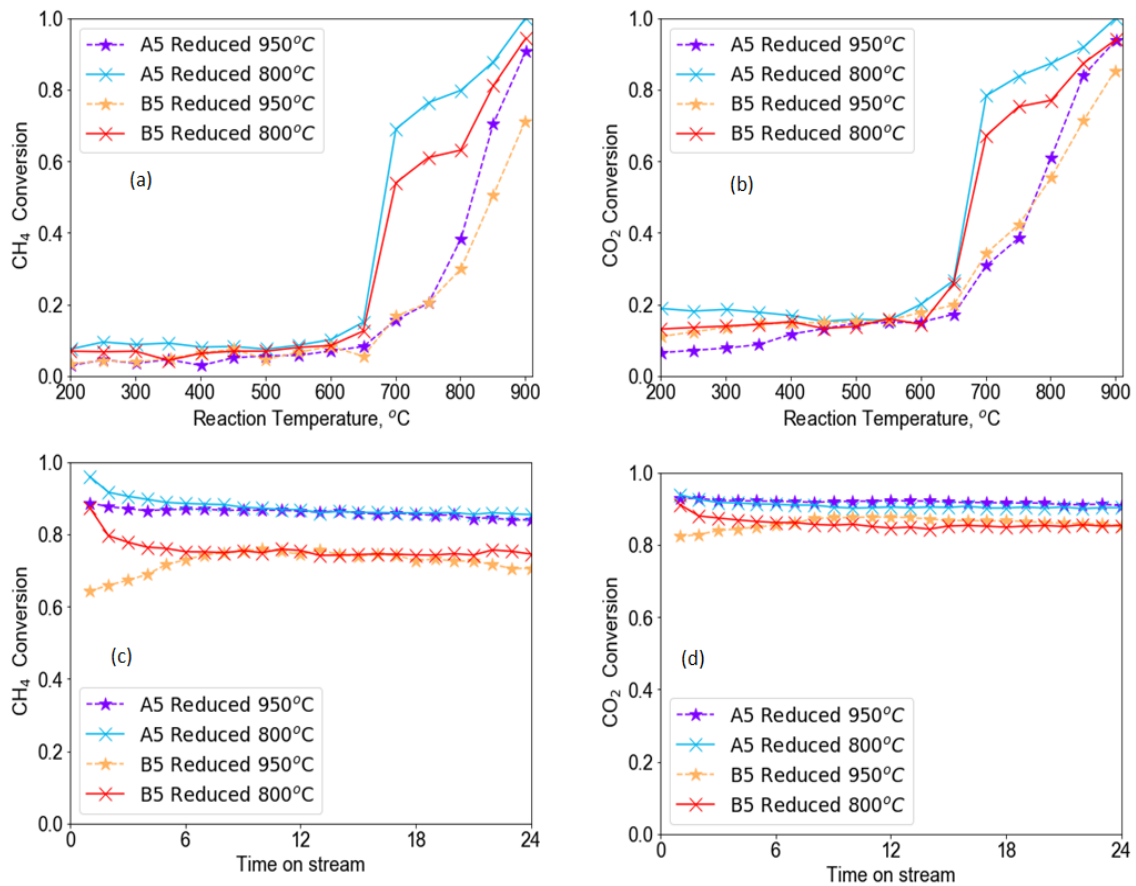 1.0
0.8
0.6
0.4
0.2
0.0
CH₄ Conversion
A5 Reduced 950°C
A5 Reduced 800°C
B5 Reduced 950°C
B5 Reduced 800°C
(a)
200 300 400 500 600 700 800 900
Reaction Temperature, °C
1.0
0.8
0.6
0.4
0.2
0.0
CO₂ Conversion
A5 Reduced 950°C
A5 Reduced 800°C
B5 Reduced 950°C
B5 Reduced 800°C
(b)
200 300 400 500 600 700 800 900
Reaction Temperature, °C
1.0
0.8
0.6
0.4
0.2
0.0
CH₄ Conversion
(c)
A5 Reduced 950°C
A5 Reduced 800°C
B5 Reduced 950°C
B5 Reduced 800°C
0 6 12 18 24
Time on stream
1.0
0.8
0.6
0.4
0.2
0.0
CO₂ Conversion
(d)
A5 Reduced 950°C
A5 Reduced 800°C
B5 Reduced 950°C
B5 Reduced 800°C
0 6 12 18 24
Time on stream